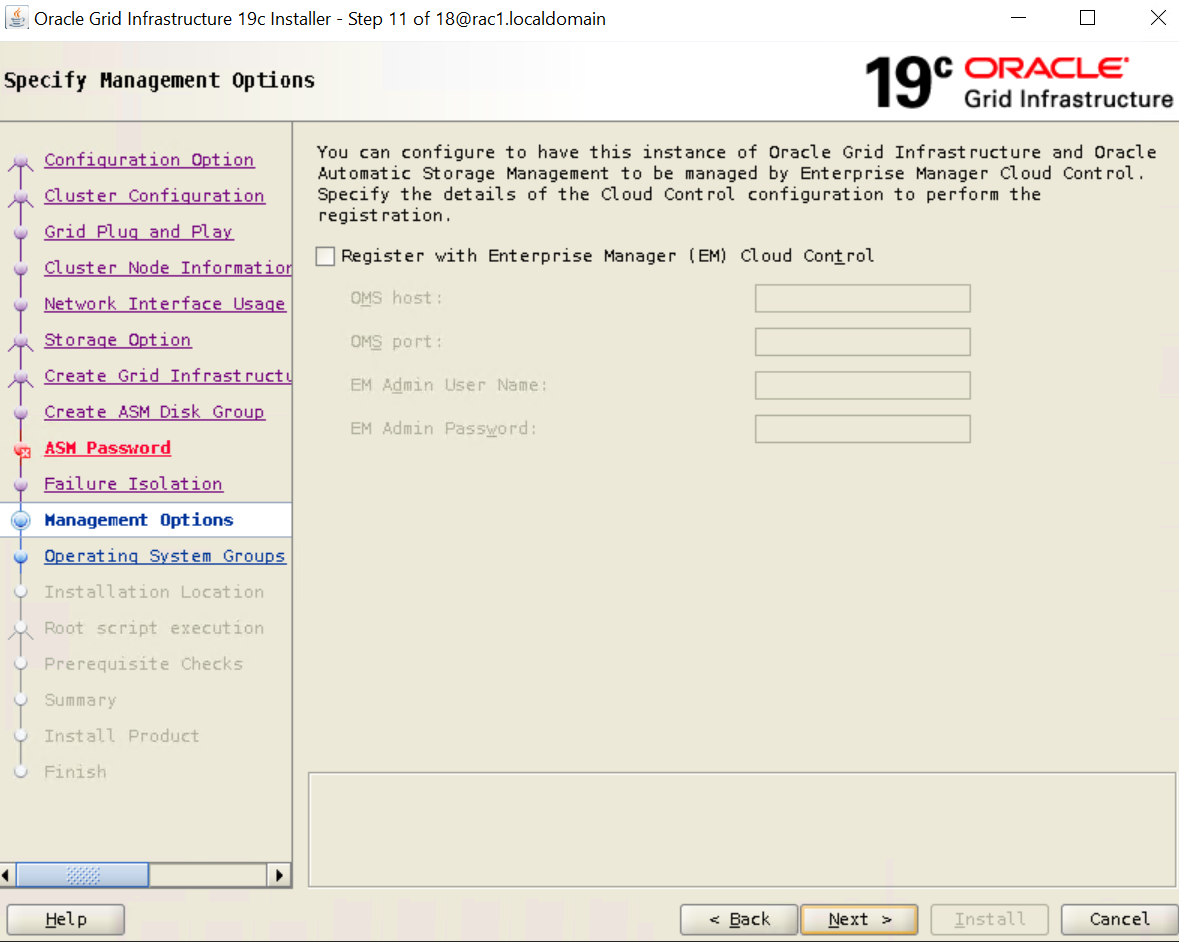 Oracle Grid Infrastructure 19c Installer - Step 11 of 18@rac1.localdomain
Specify Management Options
19c ORACLE
Grid Infrastructure
Configuration Option
Cluster Configuration
Grid Plug and Play
Cluster Node Information
Network Interface Usage
Storage Option
Create Grid Infrastructu
Create ASM Disk Group
ASM Password
Failure Isolation
Management Options
Operating System Groups
Installation Location
Root script execution
Prerequisite Checks
Summary
Install Product
Finish
You can configure to have this instance of Oracle Grid Infrastructure and Oracle
Automatic Storage Management to be managed by Enterprise Manager Cloud Control.
Specify the details of the Cloud Control configuration to perform the
registration.
Register with Enterprise Manager (EM) Cloud Control
OMS host:
OMS port:
EM Admin User Name:
EM Admin Password:
Help
< Back
Next >
Install
Cancel